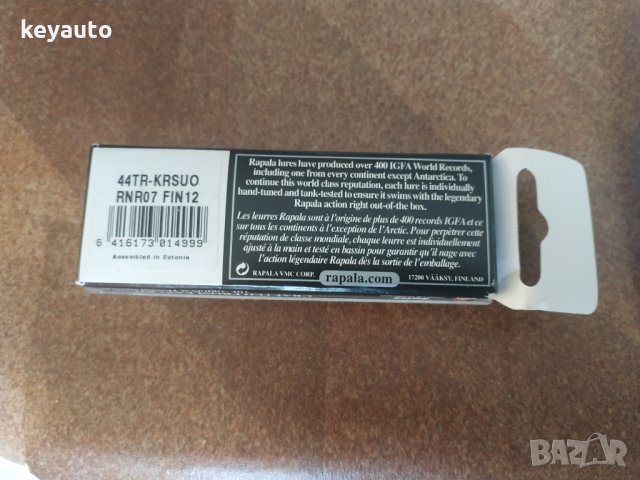 keyauto
44TR-KRSUO
RNR07 FIN12
6 416173 014999
Assembled in Estonia
Rapala lures have produced over 400 IGFA World Records,
including one from every continent except Antarctica. To
continue this world class reputation, each lure is individually
hand-tuned and tank-tested to ensure it swims with the legendary
Rapala action right out-of-the box.
Les leurres Rapala sont à l'origine de plus de 400 records IGFA et ce
sur tous les continents à l'exception de l'Arctic. Pour perpétrer cette
réputation de classe mondiale, chaque leurre est individuellement
ajusté à la main et testé en bassin pour garantir qu'il nage avec
l'action légendaire Rapala dès la sortie de l'emballage.
® RAPALA VMC CORP.
rapala.com
17200 VÄÄKSY, FINLAND
BAZAR